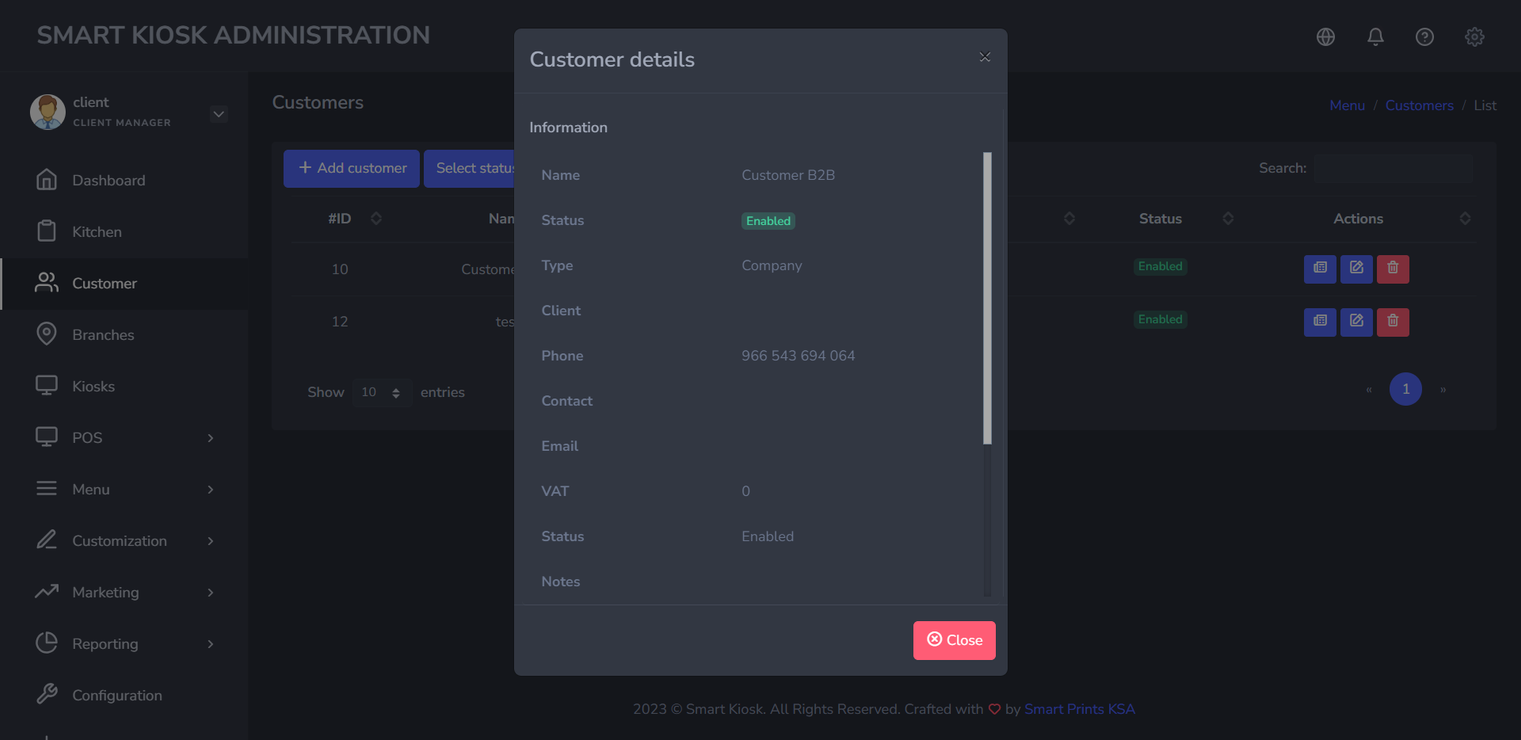 SMART KIOSK ADMINISTRATION
client
CLIENT MANAGER
Dashboard
Kitchen
Customer
Branches
Kiosks
POS
Menu
Customization
Marketing
Reporting
Configuration
Customers
Menu / Customers / List
+ Add customer
Select status
Search:
#ID Nam Status Actions
10 Custome Enabled
12 tes Enabled
Show 10 entries
« 1 »
Customer details
×
Information
Name Customer B2B
Status Enabled
Type Company
Client
Phone 966 543 694 064
Contact
Email
VAT 0
Status Enabled
Notes
Close
2023 © Smart Kiosk. All Rights Reserved. Crafted with by Smart Prints KSA